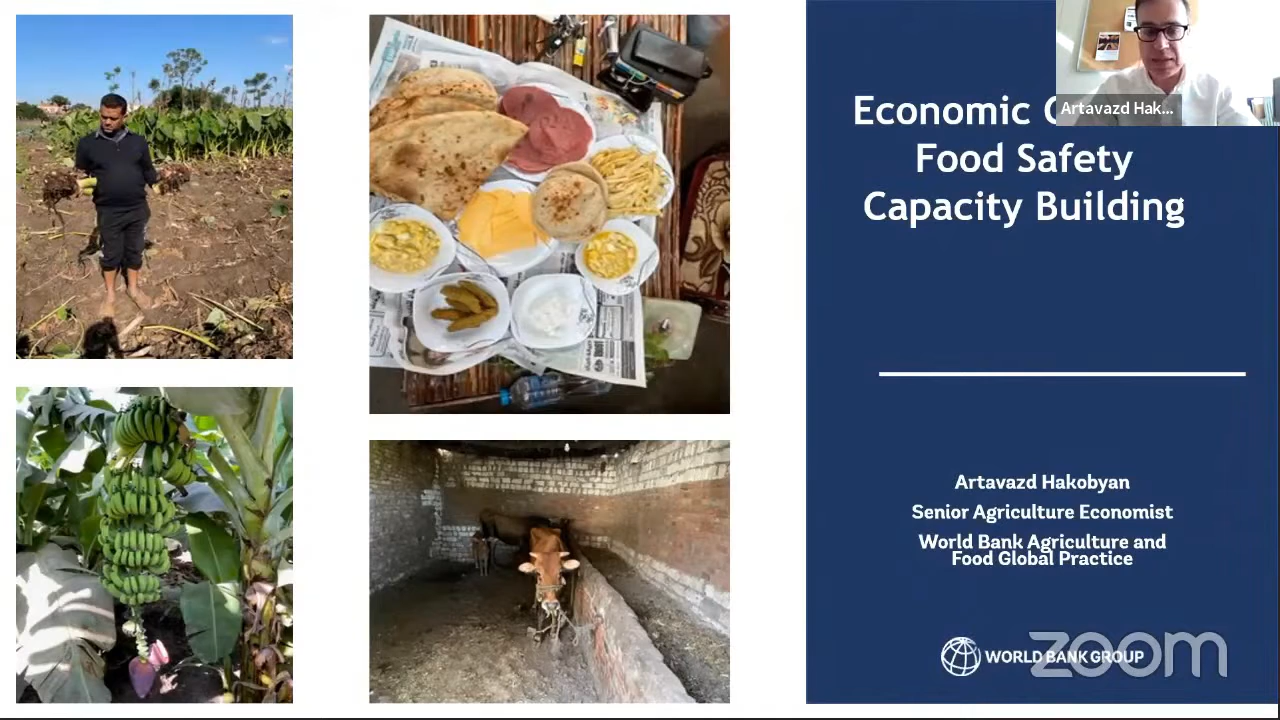 Economic
Food Safety
Capacity Building
Artavazd Hak...
Artavazd Hakobyan
Senior Agriculture Economist
World Bank Agriculture and
Food Global Practice
WORLD BANK GROUP
zoom